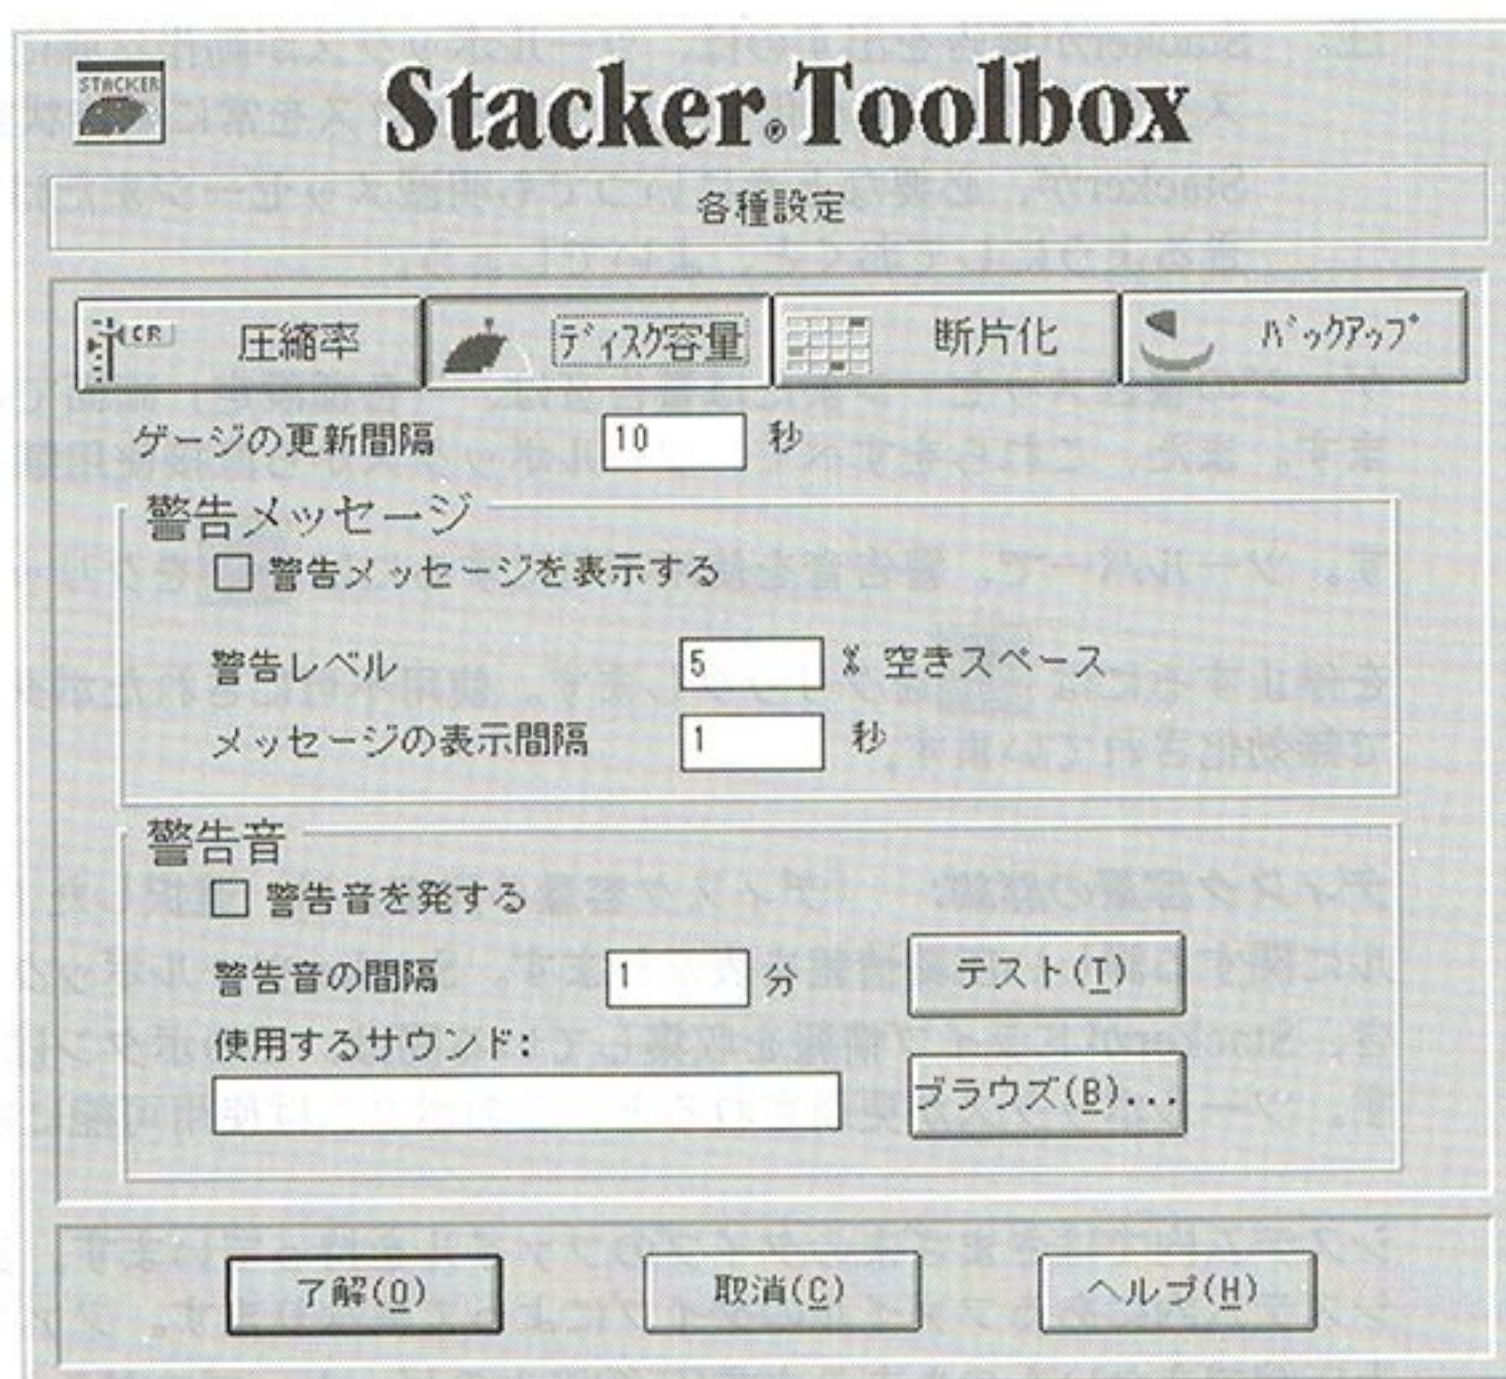 STACKER
Stacker® Toolbox
各種設定
CR 圧縮率
ディスク容量
断片化
バックアップ
ゲージの更新間隔 10 秒
警告メッセージ
警告メッセージを表示する
警告レベル 5 % 空きスペース
メッセージの表示間隔 1 秒
警告音
警告音を発する
警告音の間隔 1 分 テスト(T)
使用するサウンド:
ブラウズ(B)...
了解(O) 取消(C) ヘルプ(H)